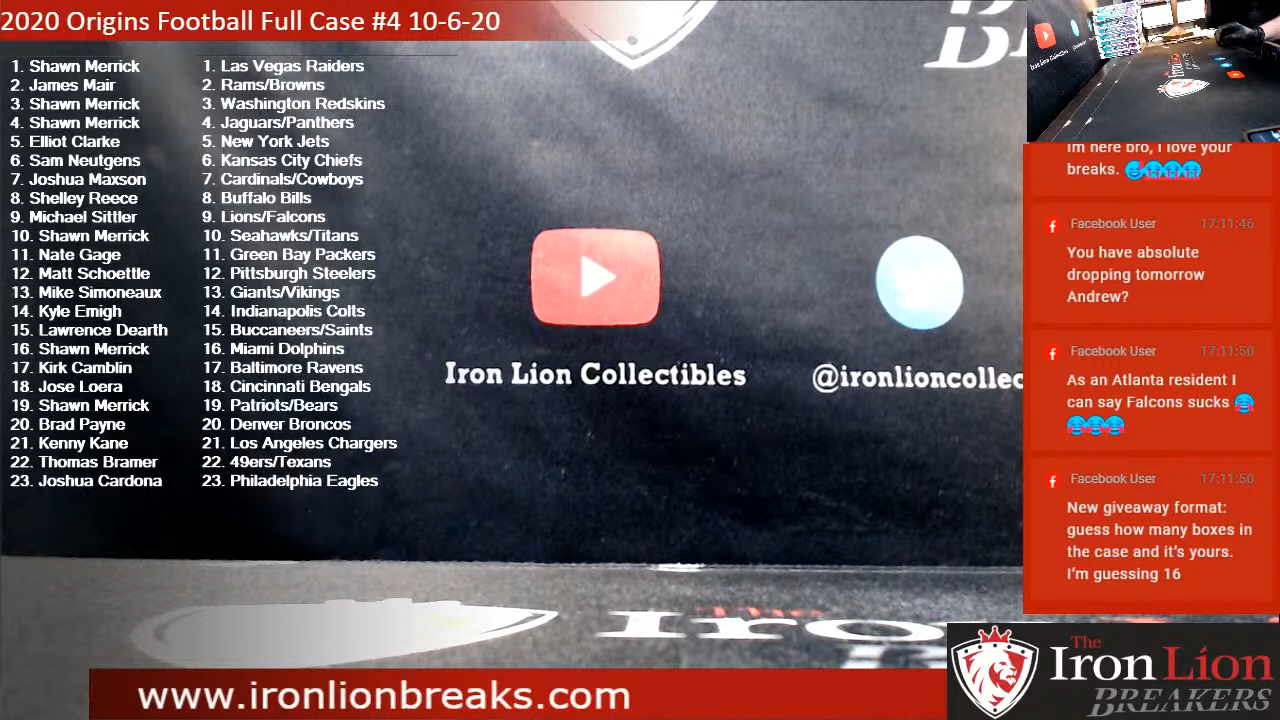 2020 Origins Football Full Case #4 10-6-20
1. Shawn Merrick
2. James Mair
3. Shawn Merrick
4. Shawn Merrick
5. Elliot Clarke
6. Sam Neutgens
7. Joshua Maxson
8. Shelley Reece
9. Michael Sittler
10. Shawn Merrick
11. Nate Gage
12. Matt Schoettle
13. Mike Simoneaux
14. Kyle Emigh
15. Lawrence Dearth
16. Shawn Merrick
17. Kirk Camblin
18. Jose Loera
19. Shawn Merrick
20. Brad Payne
21. Kenny Kane
22. Thomas Bramer
23. Joshua Cardona
1. Las Vegas Raiders
2. Rams/Browns
3. Washington Redskins
4. Jaguars/Panthers
5. New York Jets
6. Kansas City Chiefs
7. Cardinals/Cowboys
8. Buffalo Bills
9. Lions/Falcons
10. Seahawks/Titans
11. Green Bay Packers
12. Pittsburgh Steelers
13. Giants/Vikings
14. Indianapolis Colts
15. Buccaneers/Saints
16. Miami Dolphins
17. Baltimore Ravens
18. Cincinnati Bengals
19. Patriots/Bears
20. Denver Broncos
21. Los Angeles Chargers
22. 49ers/Texans
23. Philadelphia Eagles
Iron Lion Collectibles
@ironlioncollec
Im here bro, I love your
breaks.
Facebook User 17:11:46
You have absolute
dropping tomorrow
Andrew?
Facebook User 17:11:50
As an Atlanta resident I
can say Falcons sucks
Facebook User 17:11:50
New giveaway format:
guess how many boxes in
the case and it's yours.
I'm guessing 16
The
Iro
www.ironlionbreaks.com
The
Iron Lion
BREAKERS